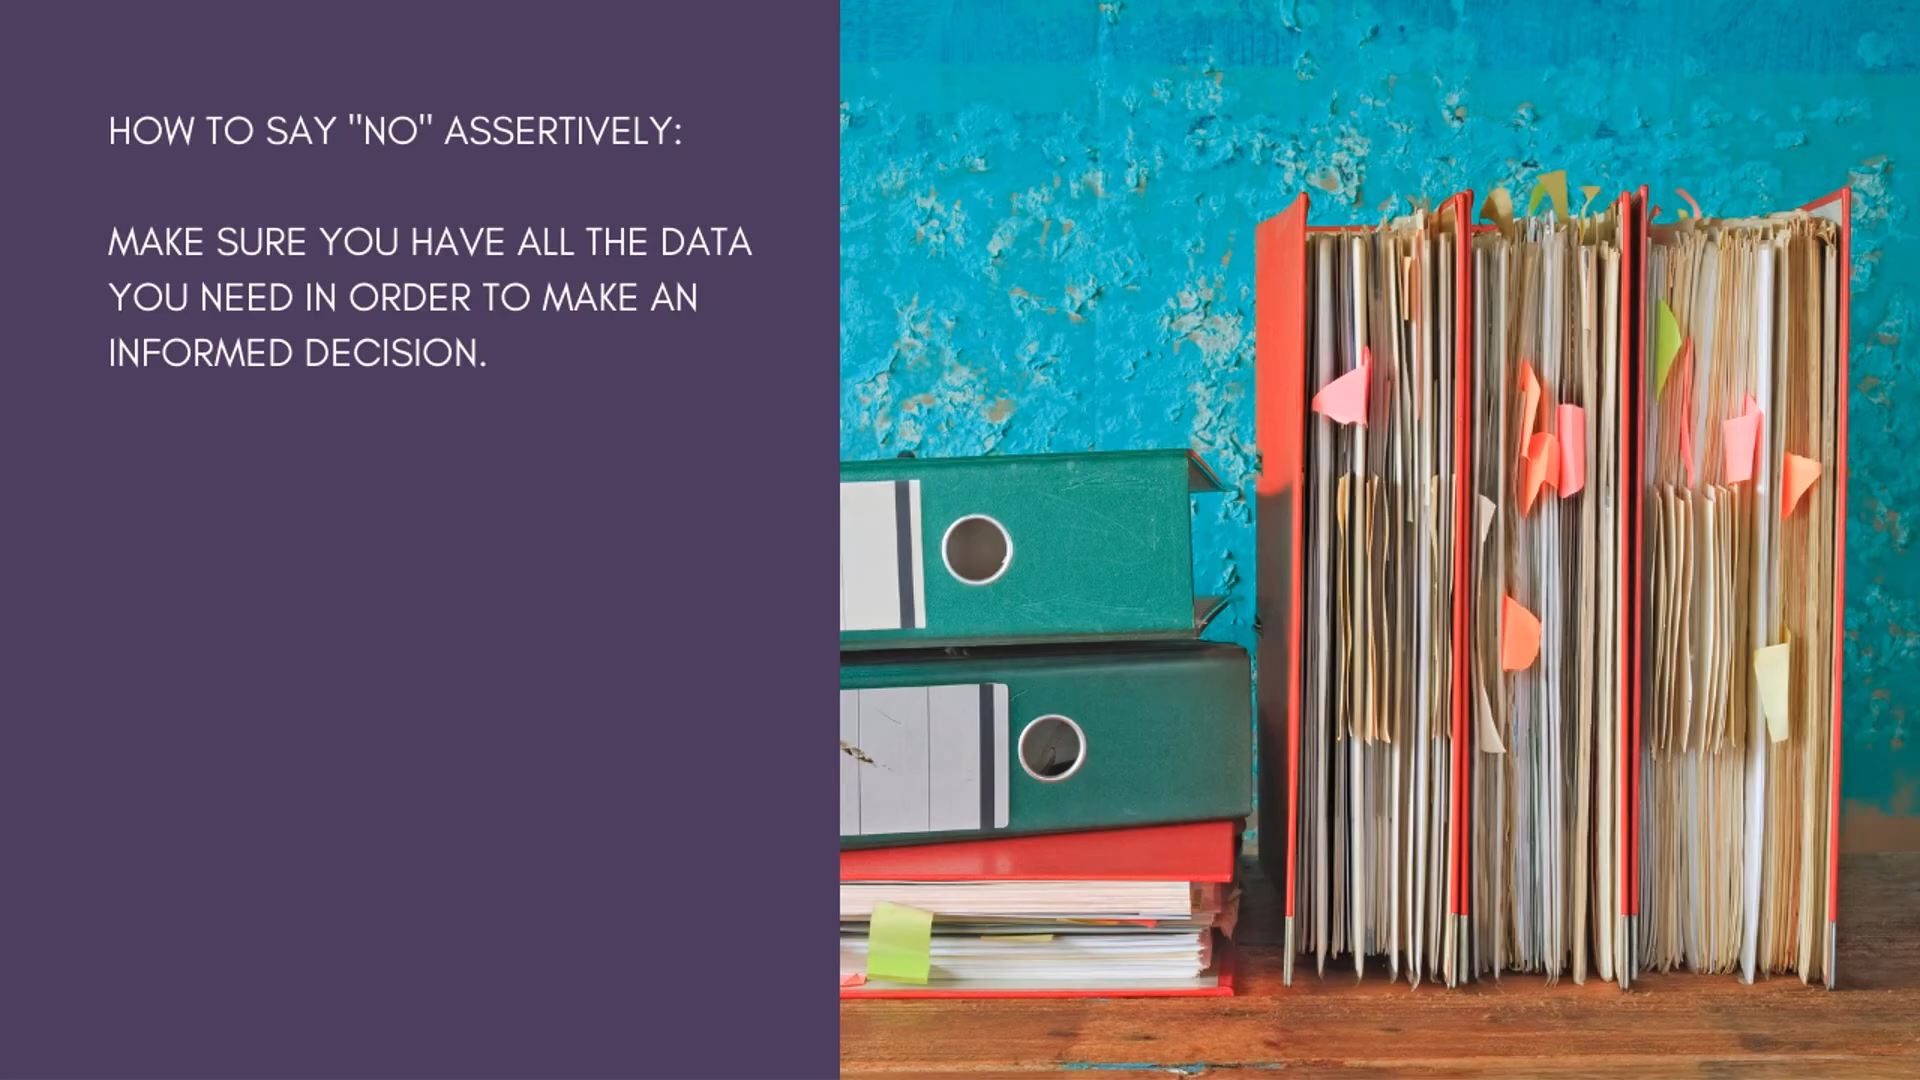 HOW TO SAY "NO" ASSERTIVELY:
MAKE SURE YOU HAVE ALL THE DATA
YOU NEED IN ORDER TO MAKE AN
INFORMED DECISION.